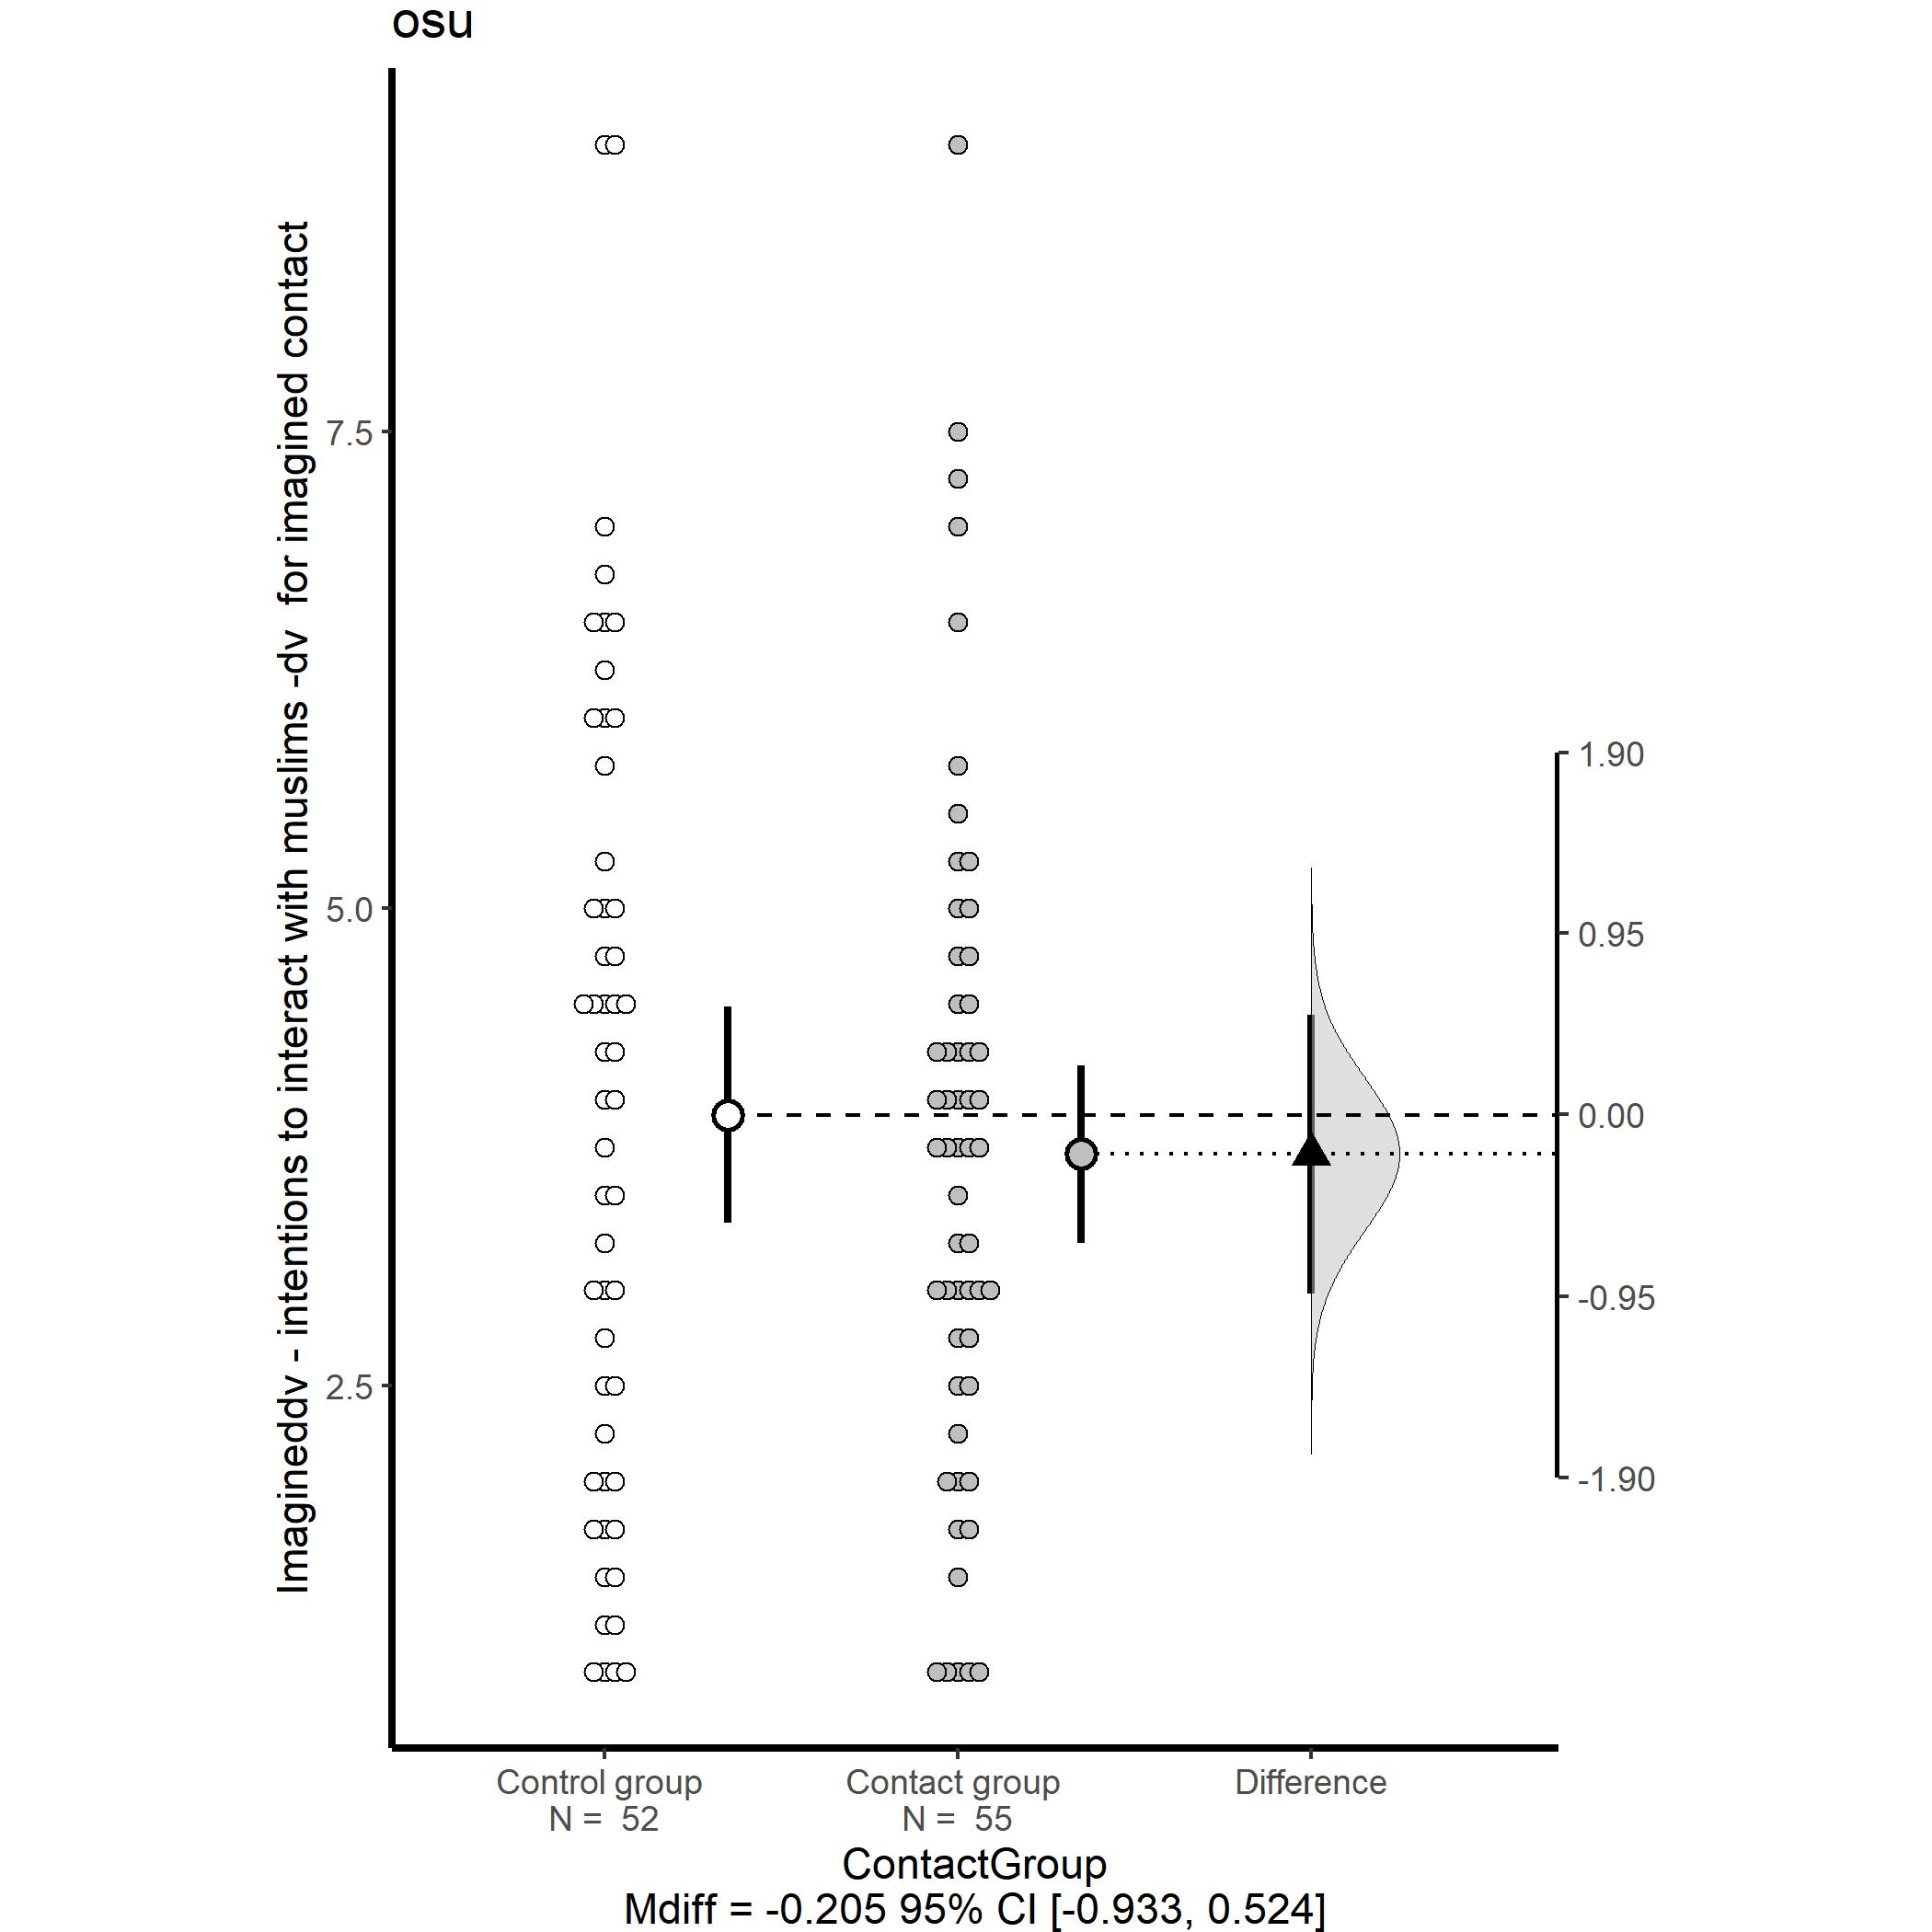 osu
Imagineddv - intentions to interact with muslims -dv  for imagined contact
7.5
5.0
2.5
1.90
0.95
0.00
-0.95
-1.90
Control group
N =  52
Contact group
N =  55
Difference
ContactGroup
Mdiff = -0.205 95% CI [-0.933, 0.524]